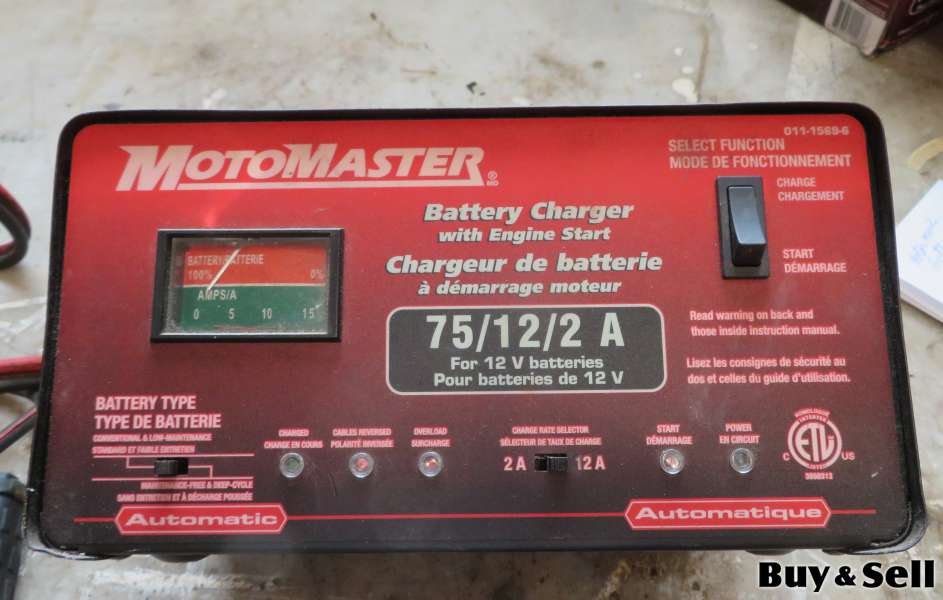 011-1569-6
MOTOMASTER
®
MD
SELECT FUNCTION
MODE DE FONCTIONNEMENT
CHARGE
CHARGEMENT
START
DÉMARRAGE
Battery Charger
with Engine Start
Chargeur de batterie
à démarrage moteur
BATTERY/BATTERIE
100% 0%
AMPS/A
0 5 10 15
75/12/2 A
For 12 V batteries
Pour batteries de 12 V
Read warning on back and
those inside instruction manual.
Lisez les consignes de sécurité au
dos et celles du guide d'utilisation.
BATTERY TYPE
TYPE DE BATTERIE
CONVENTIONAL & LOW-MAINTENANCE
STANDARD ET FAIBLE ENTRETIEN
MAINTENANCE-FREE & DEEP-CYCLE
SANS ENTRETIEN ET À DÉCHARGE POUSSÉE
CHARGED
CHARGE EN COURS
CABLES REVERSED
POLARITÉ INVERSÉE
OVERLOAD
SURCHARGE
CHARGE RATE SELECTOR
SÉLECTEUR DE TAUX DE CHARGE
2 A 12 A
START
DÉMARRAGE
POWER
EN CIRCUIT
ETL
C US
INTERTEK
Automatic
Automatique
Buy & Sell